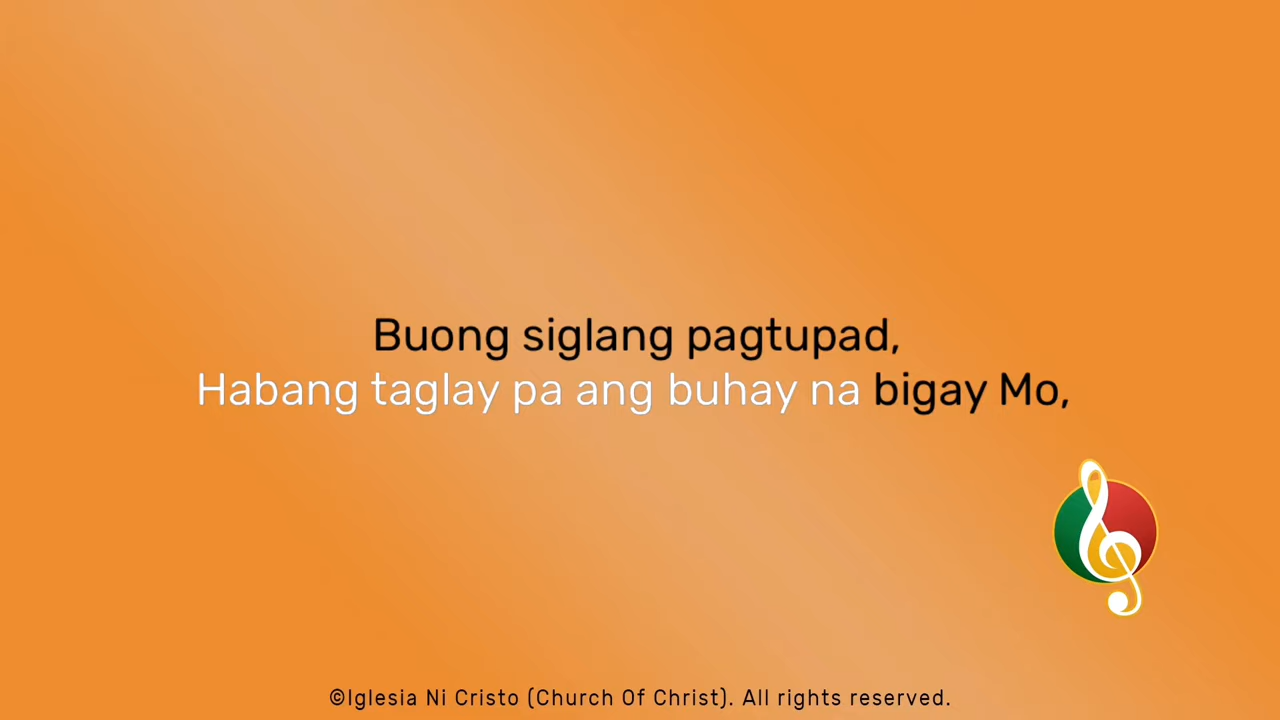 Buong siglang pagtupad,
Habang taglay pa ang buhay na bigay Mo,
©Iglesia Ni Cristo (Church Of Christ). All rights reserved.